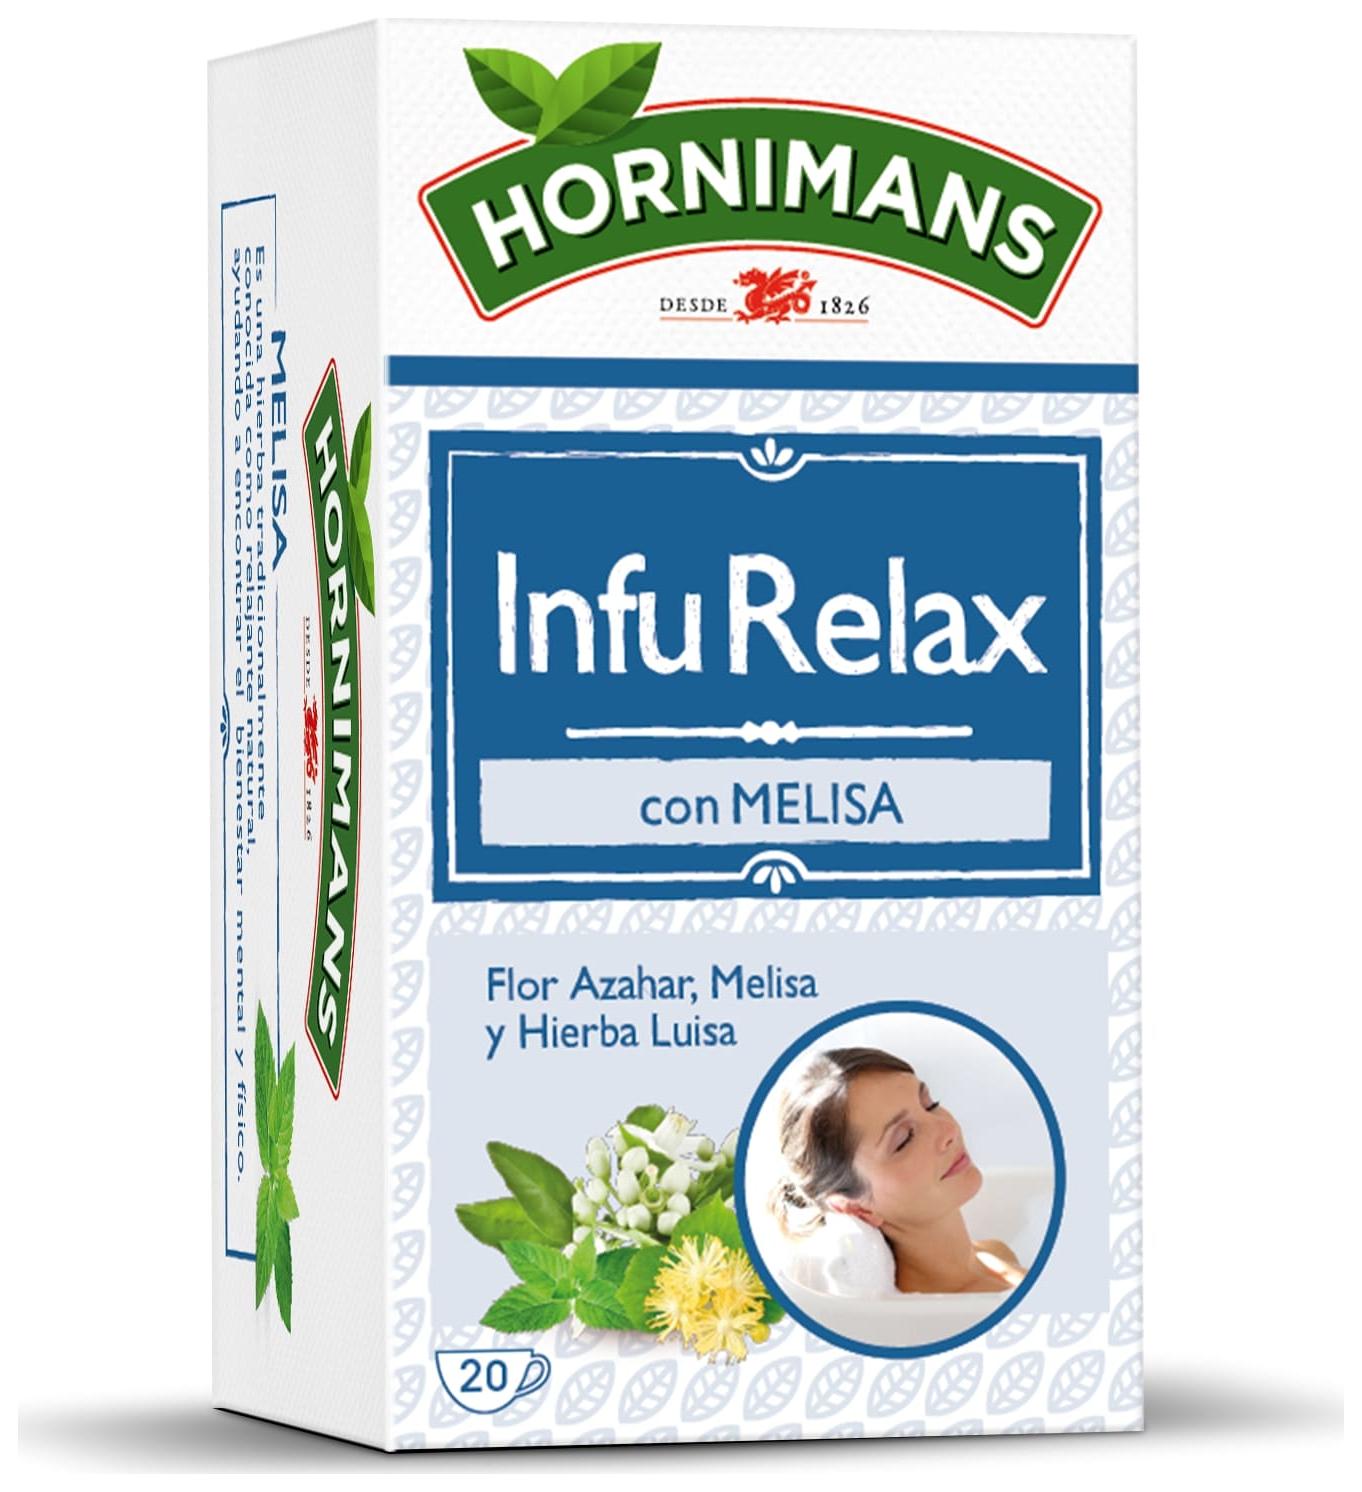 HORNIMANS
DESDE 1826
Infu Relax
con MELISA
Flor Azahar, Melisa
y Hierba Luisa
20
HORNIMANS
DESDE 1826
MELISA
Es una hierba tradicionalmente
conocida como relajante natural,
ayudando a encontrar el bienestar mental y físico.